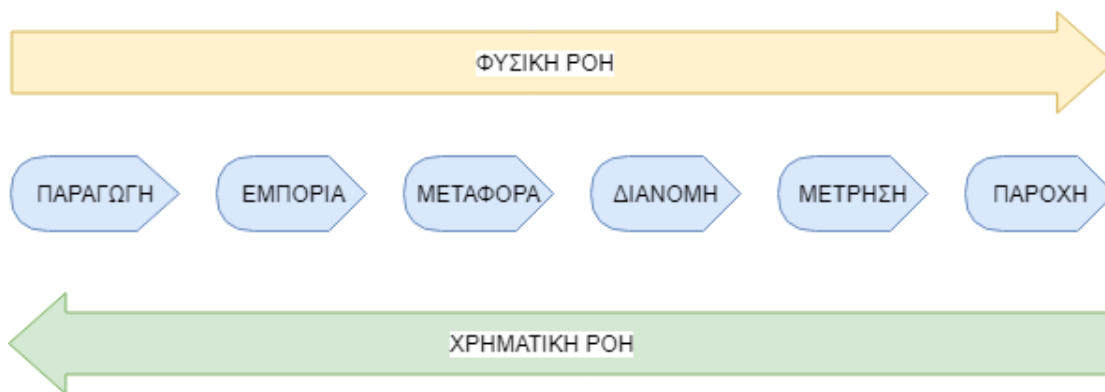 ΦΥΣΙΚΗ ΡΟΗ
ΠΑΡΑΓΩΓΗ ΕΜΠΟΡΙΑ ΜΕΤΑΦΟΡΑ ΔΙΑΝΟΜΗ ΜΕΤΡΗΣΗ ΠΑΡΟΧΗ
ΧΡΗΜΑΤΙΚΗ ΡΟΗ